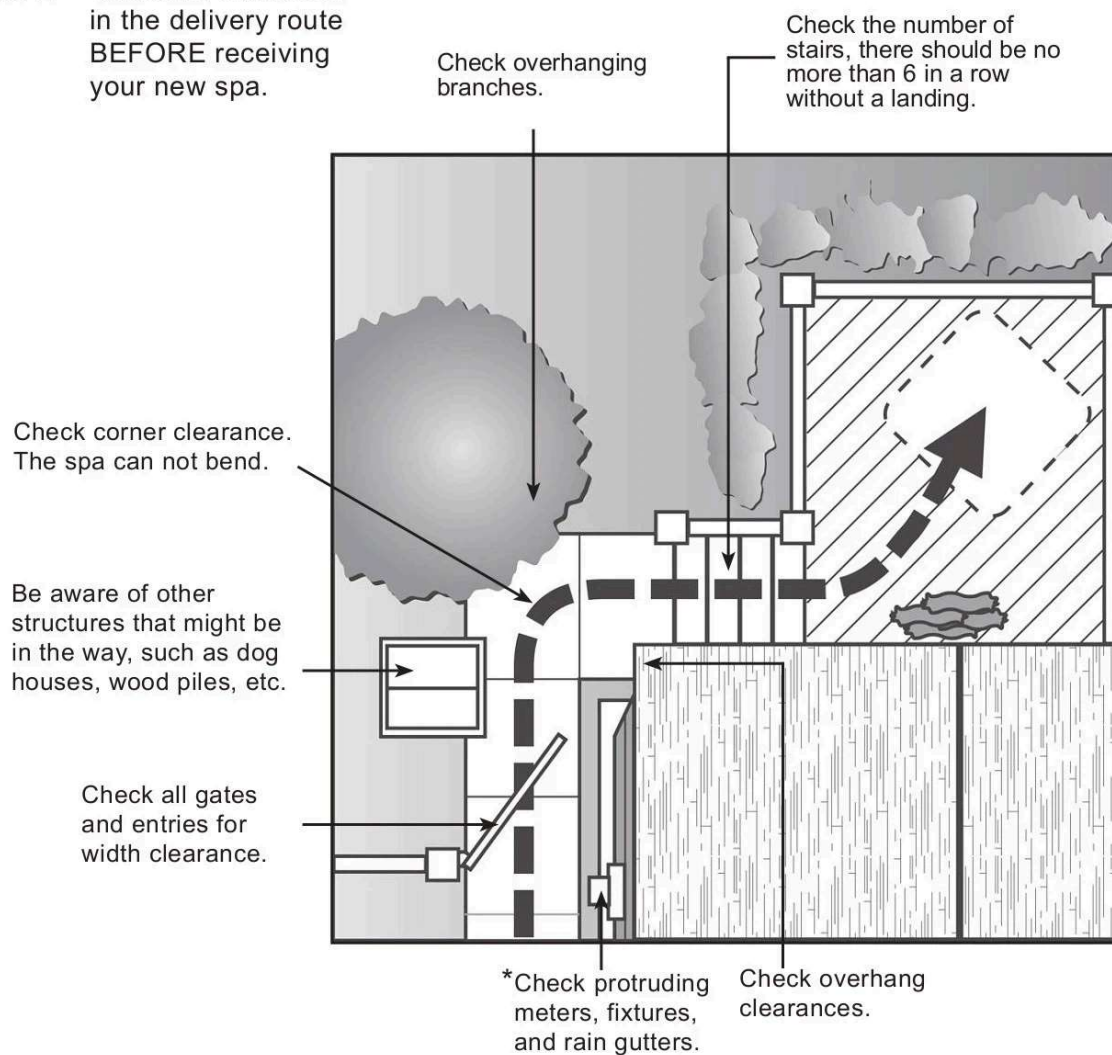 in the delivery route
BEFORE receiving
your new spa.
Check overhanging
branches.
Check the number of
stairs, there should be no
more than 6 in a row
without a landing.
Check corner clearance.
The spa can not bend.
Be aware of other
structures that might be
in the way, such as dog
houses, wood piles, etc.
Check all gates
and entries for
width clearance.
*Check protruding
meters, fixtures,
and rain gutters.
Check overhang
clearances.